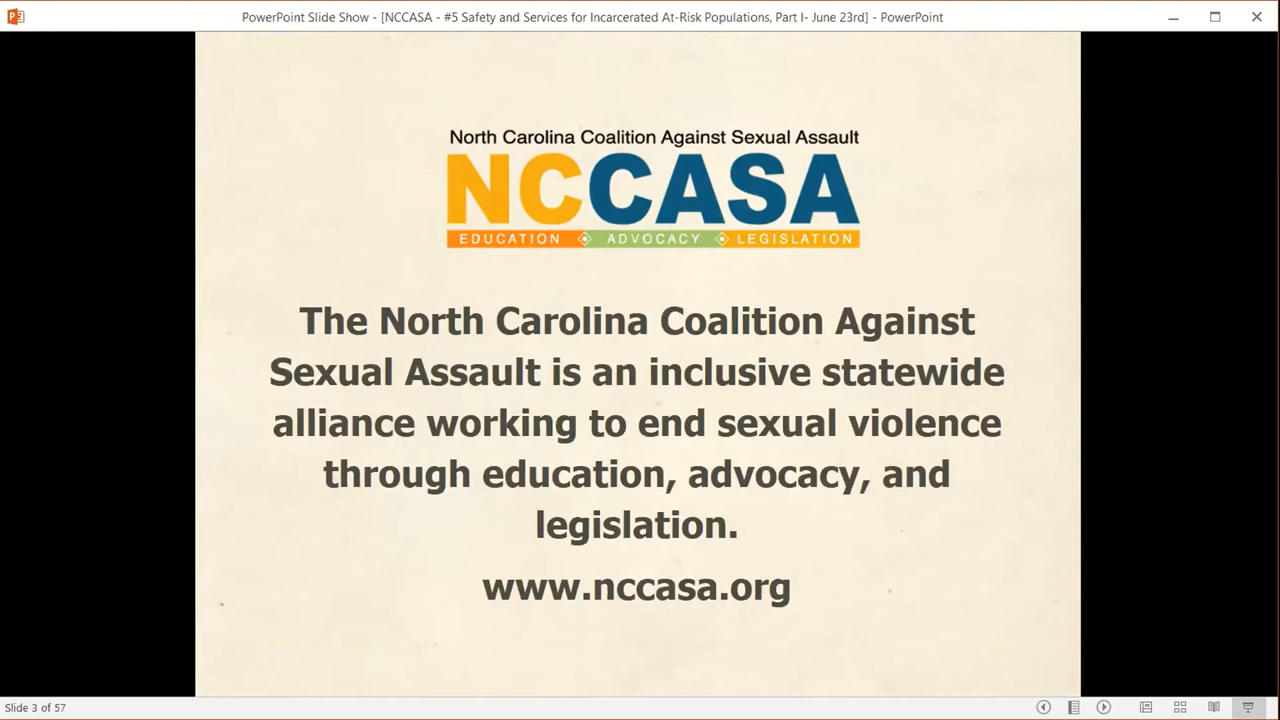 PowerPoint Slide Show - [NCCASA - #5 Safety and Services for Incarcerated At-Risk Populations, Part I- June 23rd] - PowerPoint
North Carolina Coalition Against Sexual Assault
NCCASA
EDUCATION ADVOCACY LEGISLATION
The North Carolina Coalition Against
Sexual Assault is an inclusive statewide
alliance working to end sexual violence
through education, advocacy, and
legislation.
www.nccasa.org
Slide 3 of 57